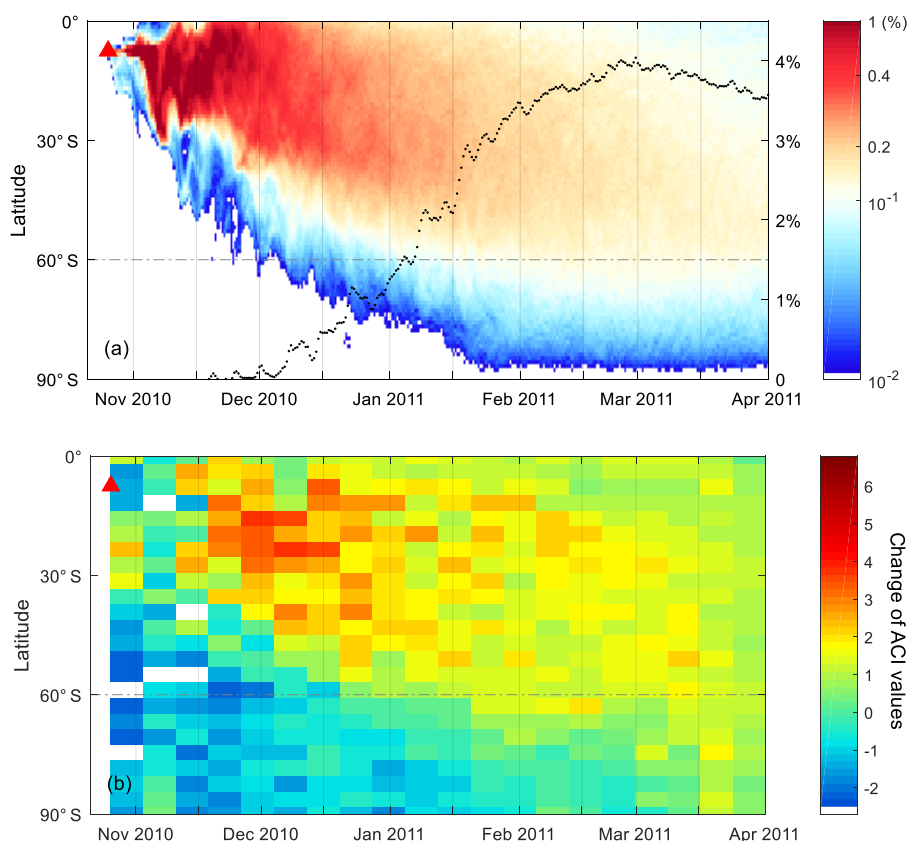 0°
30° S
60° S
90° S
Latitude
(a)
Nov 2010 Dec 2010 Jan 2011 Feb 2011 Mar 2011 Apr 2011
4%
3%
2%
1%
0
1 (%)
0.4
0.2
10-1
10-2
0°
30° S
60° S
90° S
Latitude
(b)
Nov 2010 Dec 2010 Jan 2011 Feb 2011 Mar 2011 Apr 2011
6
5
4
3
2
1
0
-1
-2
Change of ACI values